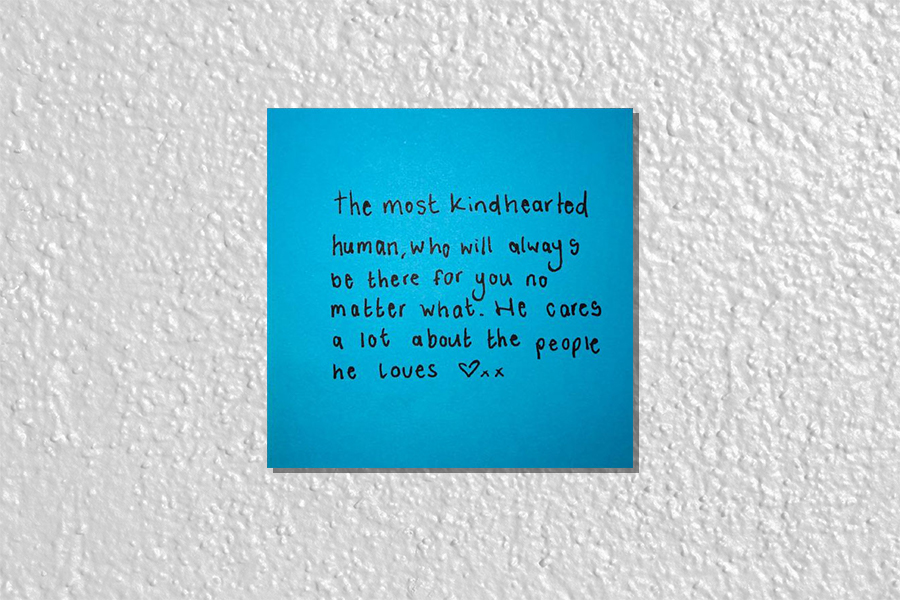 the most kindhearted
human, who will always
be there for you no
matter what. He cares
a lot about the people
he loves ♡xx